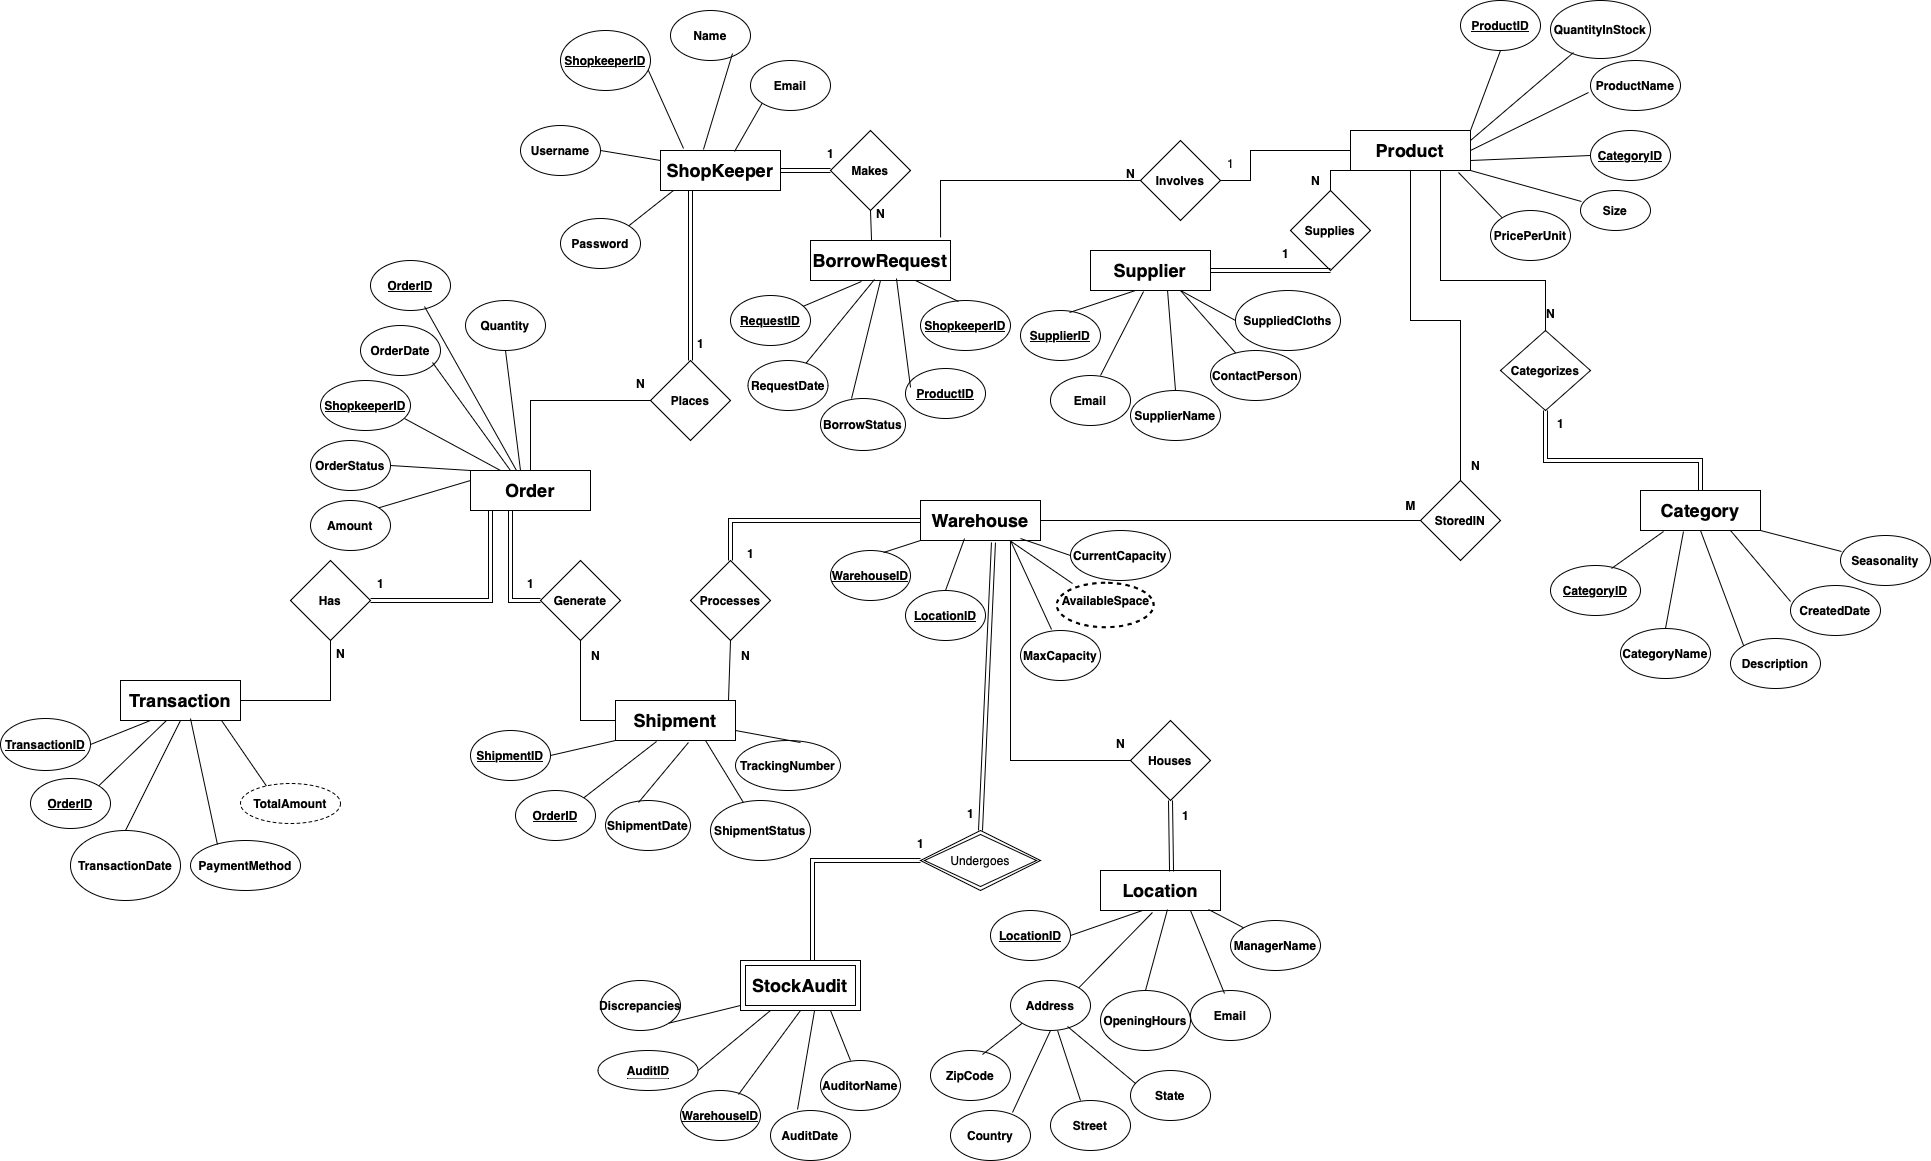 ProductID
QuantityInStock
Name
ShopkeeperID
Email
ProductName
Username
1
ShopKeeper
Makes
N
Involves
1
Product
CategoryID
N
Size
Password
N
Supplies
PricePerUnit
BorrowRequest
1
Supplier
OrderID
Quantity
RequestID
ShopkeeperID
SupplierID
SuppliedCloths
N
OrderDate
1
ShopkeeperID
N
Places
RequestDate
ProductID
ContactPerson
Categorizes
Email
SupplierName
BorrowStatus
1
OrderStatus
N
Order
Amount
M
StoredIN
Warehouse
Category
1
CurrentCapacity
Seasonality
1
1
WarehouseID
CategoryID
Has
Generate
Processes
AvailableSpace
LocationID
CreatedDate
N
N
N
MaxCapacity
CategoryName
Description
Transaction
Shipment
TransactionID
N
ShipmentID
TrackingNumber
Houses
OrderID
TotalAmount
OrderID
ShipmentDate
ShipmentStatus
1
1
TransactionDate
PaymentMethod
1
Undergoes
Location
LocationID
ManagerName
StockAudit
Discrepancies
Address
OpeningHours
Email
AuditID
ZipCode
AuditorName
State
WarehouseID
AuditDate
Country
Street